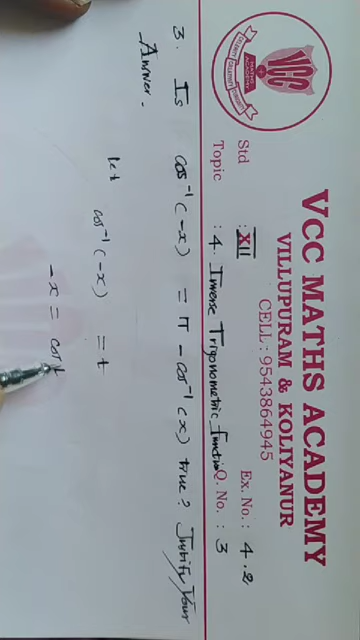 VCC MATHS ACADEMY
VILLUPURAM & KOLIYANUR
CELL : 9543864945
VCC
Std : XII Ex. No. : 4.2
Topic : 4. Inverse Trigonometric function Q. No. : 3
3. Is cos⁻¹(-x) = π - cos⁻¹(x) true? Justify Your
Answer.
Let cos⁻¹(-x) = t
-x = cos t